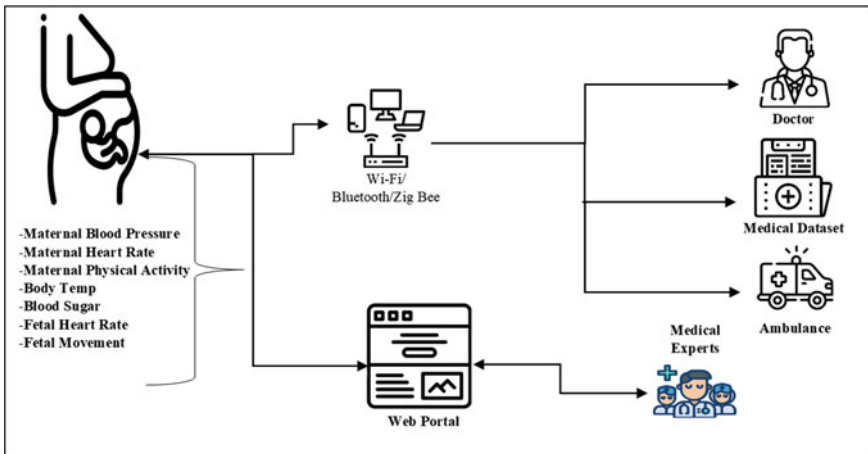 -Maternal Blood Pressure
-Maternal Heart Rate
-Maternal Physical Activity
-Body Temp
-Blood Sugar
-Fetal Heart Rate
-Fetal Movement
Wi-Fi/
Bluetooth/Zig Bee
Doctor
Medical Dataset
Ambulance
Medical
Experts
Web Portal